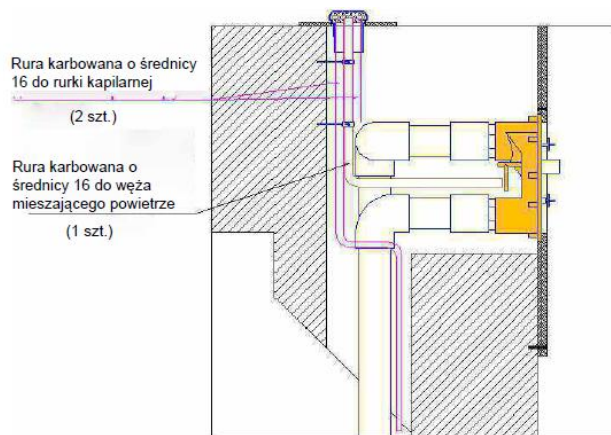 Rura karbowana o średnicy
16 do rurki kapilarnej
(2 szt.)
Rura karbowana o
średnicy 16 do węża
mieszającego powietrze
(1 szt.)